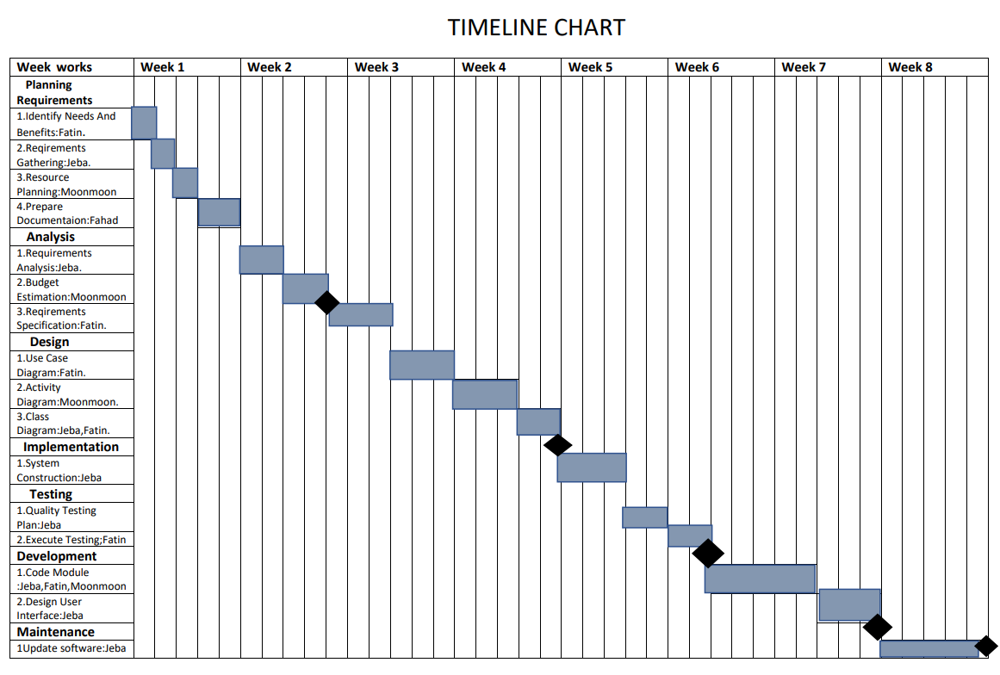 TIMELINE CHART
Week works Week 1 Week 2 Week 3 Week 4 Week 5 Week 6 Week 7 Week 8
Planning
Requirements
1.Identify Needs And
Benefits:Fatin.
2.Reqirements
Gathering:Jeba.
3.Resource
Planning:Moonmoon
4.Prepare
Documentaion:Fahad
Analysis
1.Requirements
Analysis:Jeba.
2.Budget
Estimation:Moonmoon
3.Reqirements
Specification:Fatin.
Design
1.Use Case
Diagram:Fatin.
2.Activity
Diagram:Moonmoon.
3.Class
Diagram:Jeba,Fatin.
Implementation
1.System
Construction:Jeba
Testing
1.Quality Testing
Plan:Jeba
2.Execute Testing;Fatin
Development
1.Code Module
:Jeba,Fatin,Moonmoon
2.Design User
Interface:Jeba
Maintenance
1Update software:Jeba